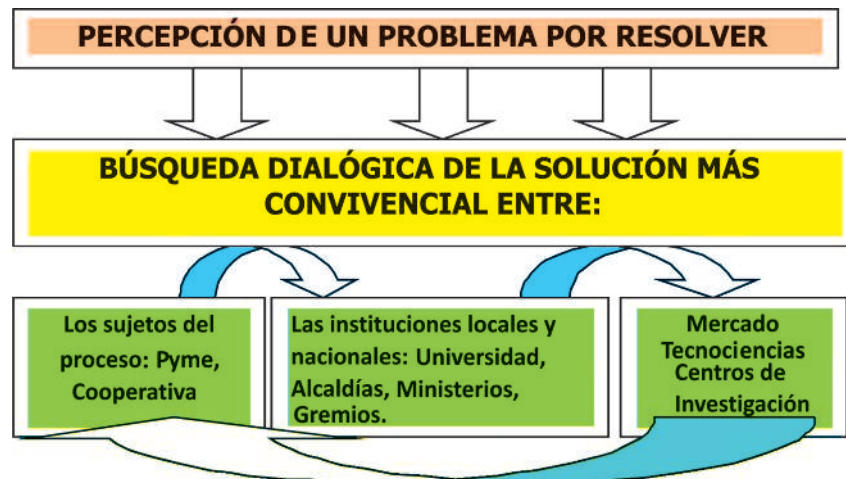 PERCEPCIÓN DE UN PROBLEMA POR RESOLVER
BÚSQUEDA DIALÓGICA DE LA SOLUCIÓN MÁS
CONVIVENCIAL ENTRE:
Los sujetos del
proceso: Pyme,
Cooperativa
Las instituciones locales y
nacionales: Universidad,
Alcaldías, Ministerios,
Gremios.
Mercado
Tecnociencias
Centros de
Investigación